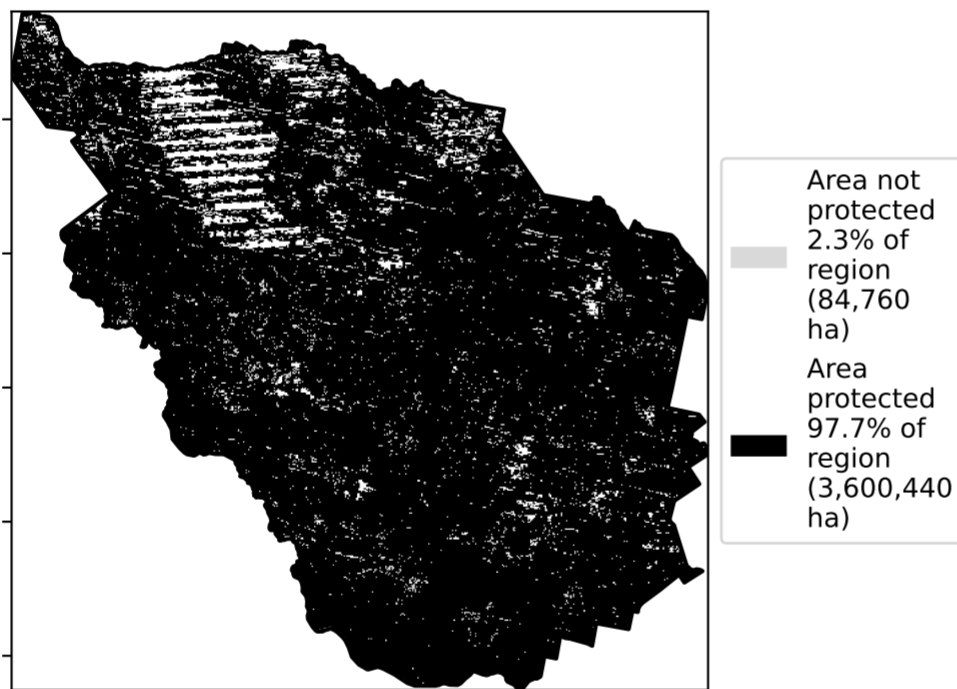 Area not
protected
2.3% of
region
(84,760
ha)
Area
protected
97.7% of
region
(3,600,440
ha)